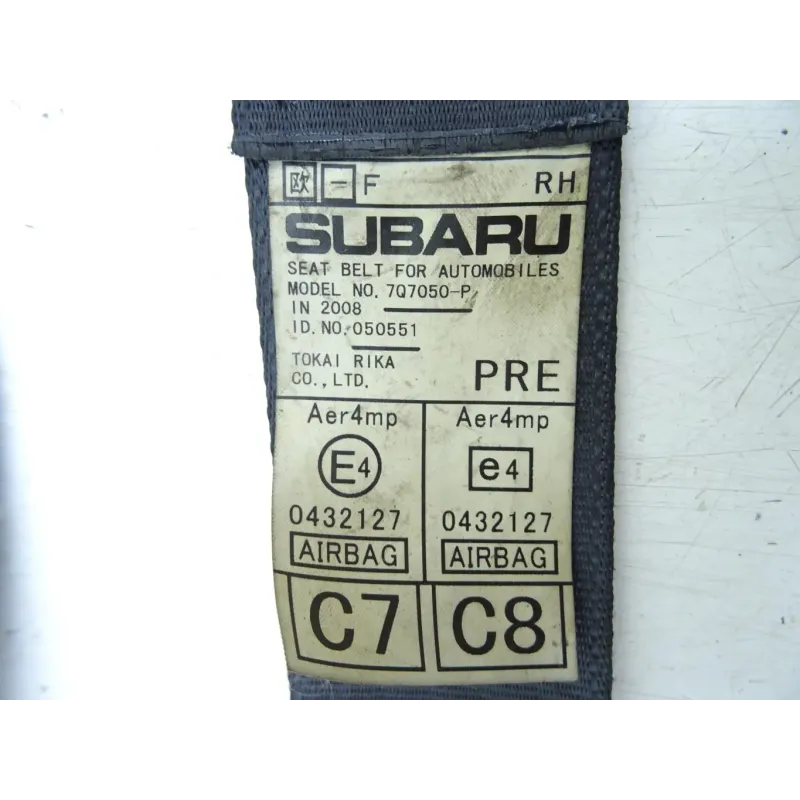 欧 一 F RH
SUBARU
SEAT BELT FOR AUTOMOBILES
MODEL NO. 7Q7050-P
IN 2008
ID. NO. 050551
TOKAI RIKA
CO., LTD.
PRE
Aer4mp Aer4mp
E4 e4
0432127 0432127
AIRBAG AIRBAG
C7 C8